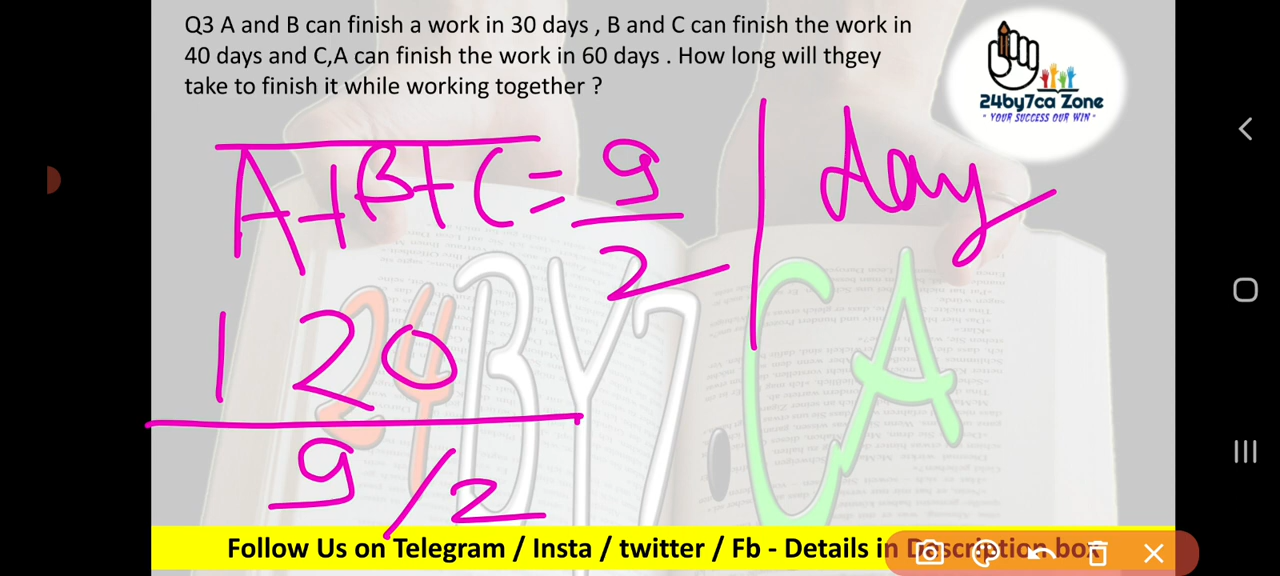 Q3 A and B can finish a work in 30 days , B and C can finish the work in
40 days and C,A can finish the work in 60 days . How long will thgey
take to finish it while working together ?
24by7ca Zone
" YOUR SUCCESS OUR WIN "
A+B+C = 9/2 | day
120
9/2
24BY7.CA
Follow Us on Telegram / Insta / twitter / Fb - Details in Description box